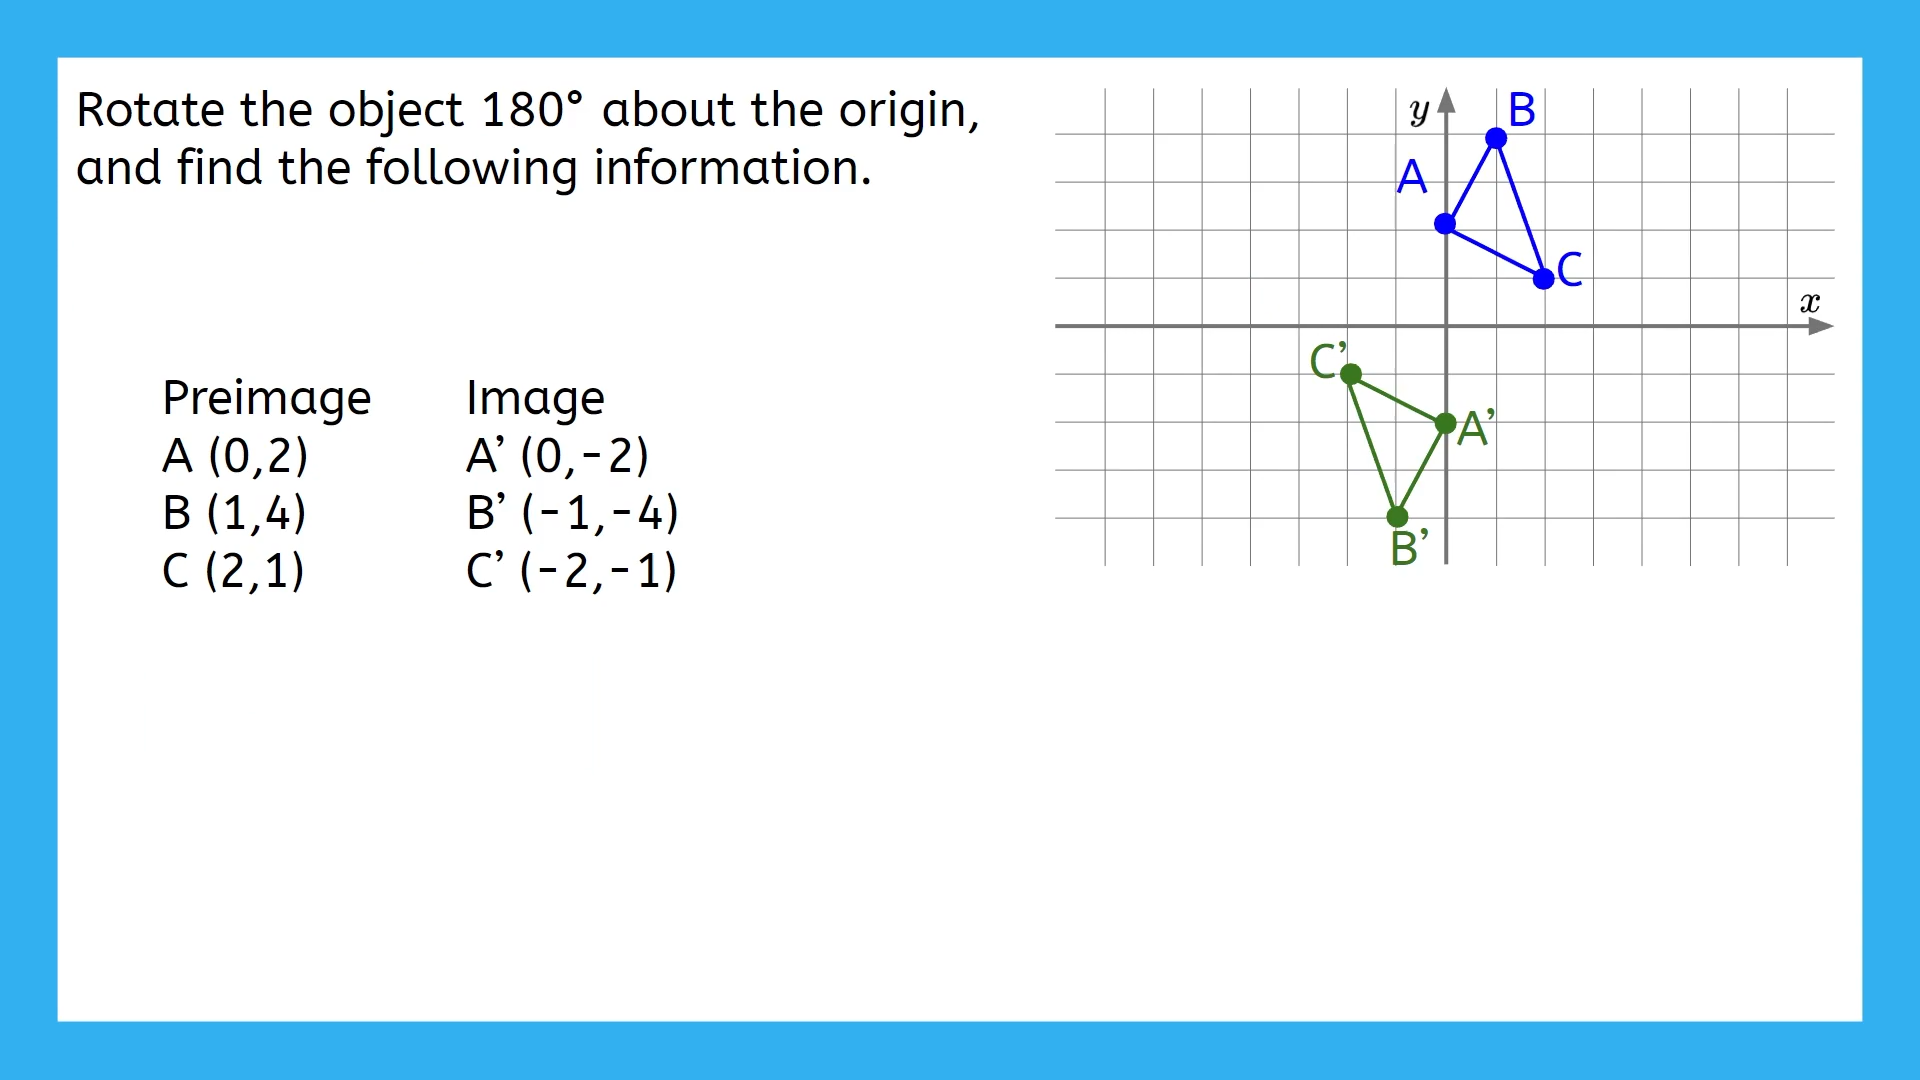 Rotate the object 180° about the origin,
and find the following information.
Preimage
A (0,2)
B (1,4)
C (2,1)
Image
A’ (0,-2)
B’ (-1,-4)
C’ (-2,-1)
y
B
A
C
x
C’
A’
B’